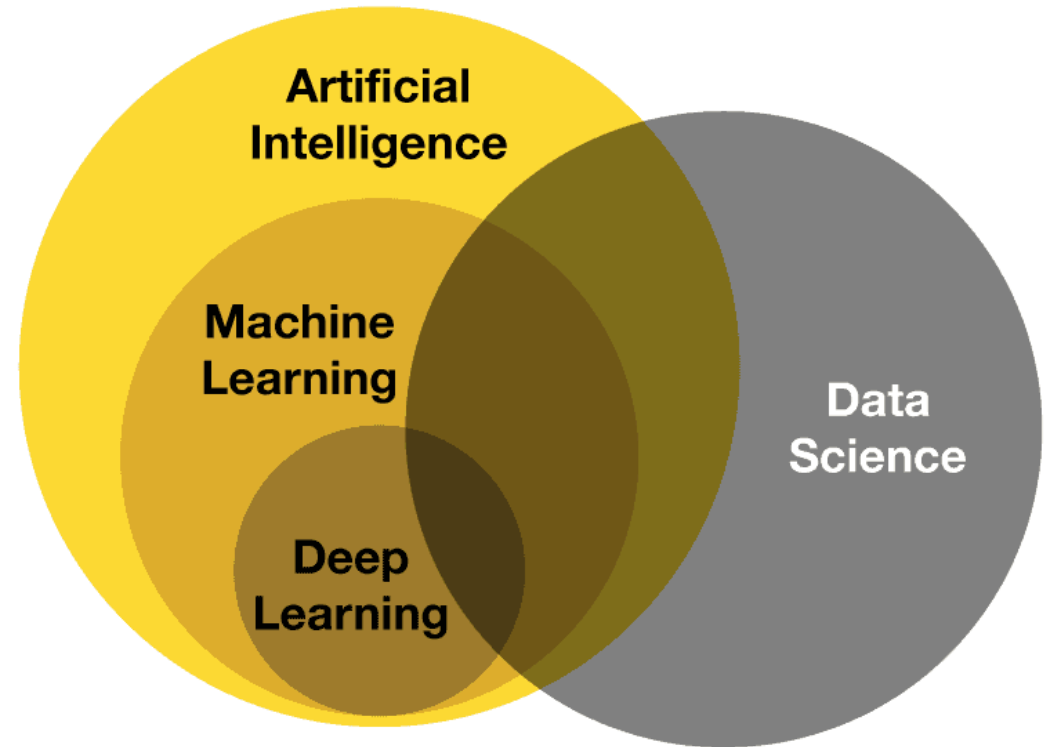 Artificial
Intelligence
Machine
Learning
Data
Science
Deep
Learning